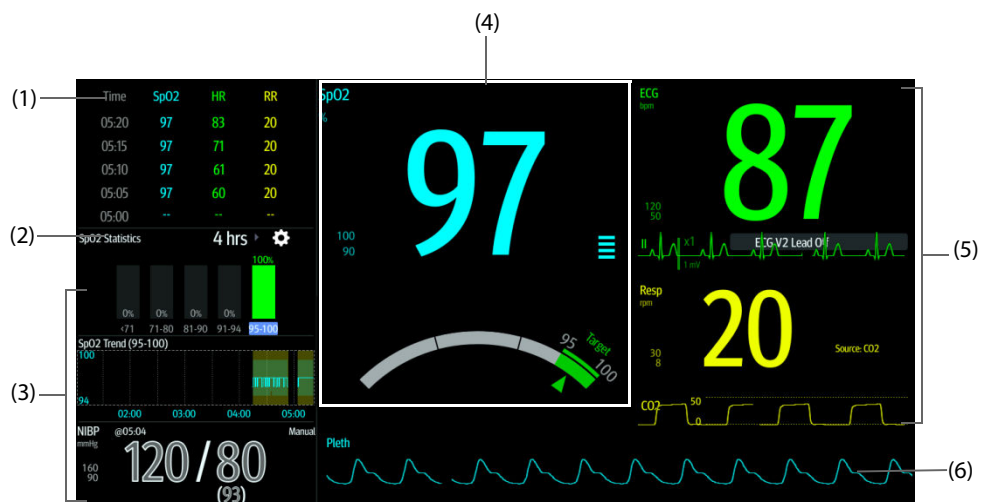 (4)
(1)
Time SpO2 HR RR
05:20 97 83 20
05:15 97 71 20
05:10 97 61 20
05:05 97 60 20
05:00 -- -- --
(2)
SpO2 Statistics 4 hrs
100%
0% 0% 0% 0%
<71 71-80 81-90 91-94 95-100
SpO2 Trend (95-100)
100
94
02:00 03:00 04:00 05:00
(3)
NIBP @05:04 Manual
mmHg
160
90
120 / 80
(93)
SpO2
%
97
100
90
95 Target 100
ECG
bpm
87
120
50
II x1 ECG V2 Lead Off
1 mV
(5)
Resp
rpm
20
30
8
Source: CO2
CO2 50
0
Pleth
(6)